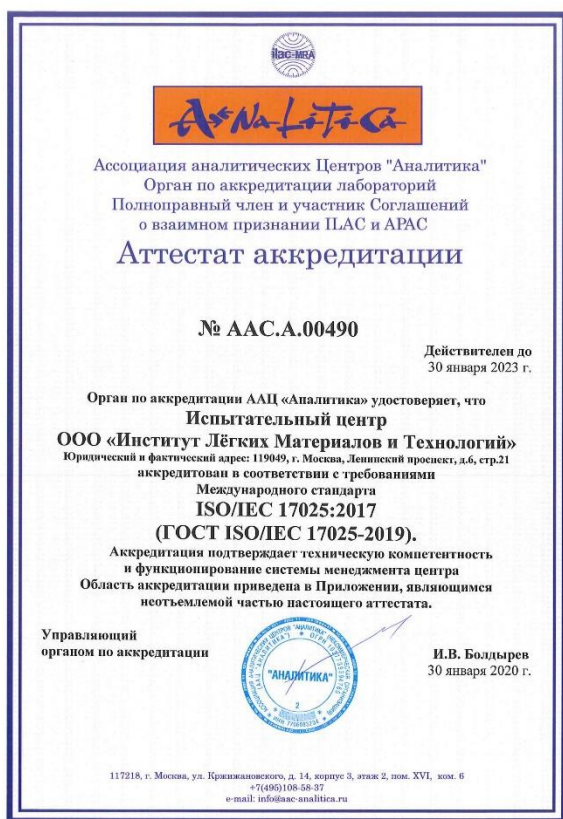 ilac-MRA
AsNaLiTiCa
Ассоциация аналитических Центров "Аналитика"
Орган по аккредитации лабораторий
Полноправный член и участник Соглашений
о взаимном признании ILAC и APAC
Аттестат аккредитации
№ ААС.А.00490
Действителен до
30 января 2023 г.
Орган по аккредитации ААЦ «Аналитика» удостоверяет, что
Испытательный центр
ООО «Институт Лёгких Материалов и Технологий»
Юридический и фактический адрес: 119049, г. Москва, Ленинский проспект, д.6, стр.21
аккредитован в соответствии с требованиями
Международного стандарта
ISO/IEC 17025:2017
(ГОСТ ISO/IEC 17025-2019).
Аккредитация подтверждает техническую компетентность
и функционирование системы менеджмента центра
Область аккредитации приведена в Приложении, являющимся
неотъемлемой частью настоящего аттестата.
Управляющий
органом по аккредитации
"АНАЛИТИКА"
2
И.В. Болдырев
30 января 2020 г.
117218, г. Москва, ул. Кржижановского, д. 14, корпус 3, этаж 2, пом. XVI, ком. 6
+7(495)108-58-37
e-mail: info@aac-analitica.ru